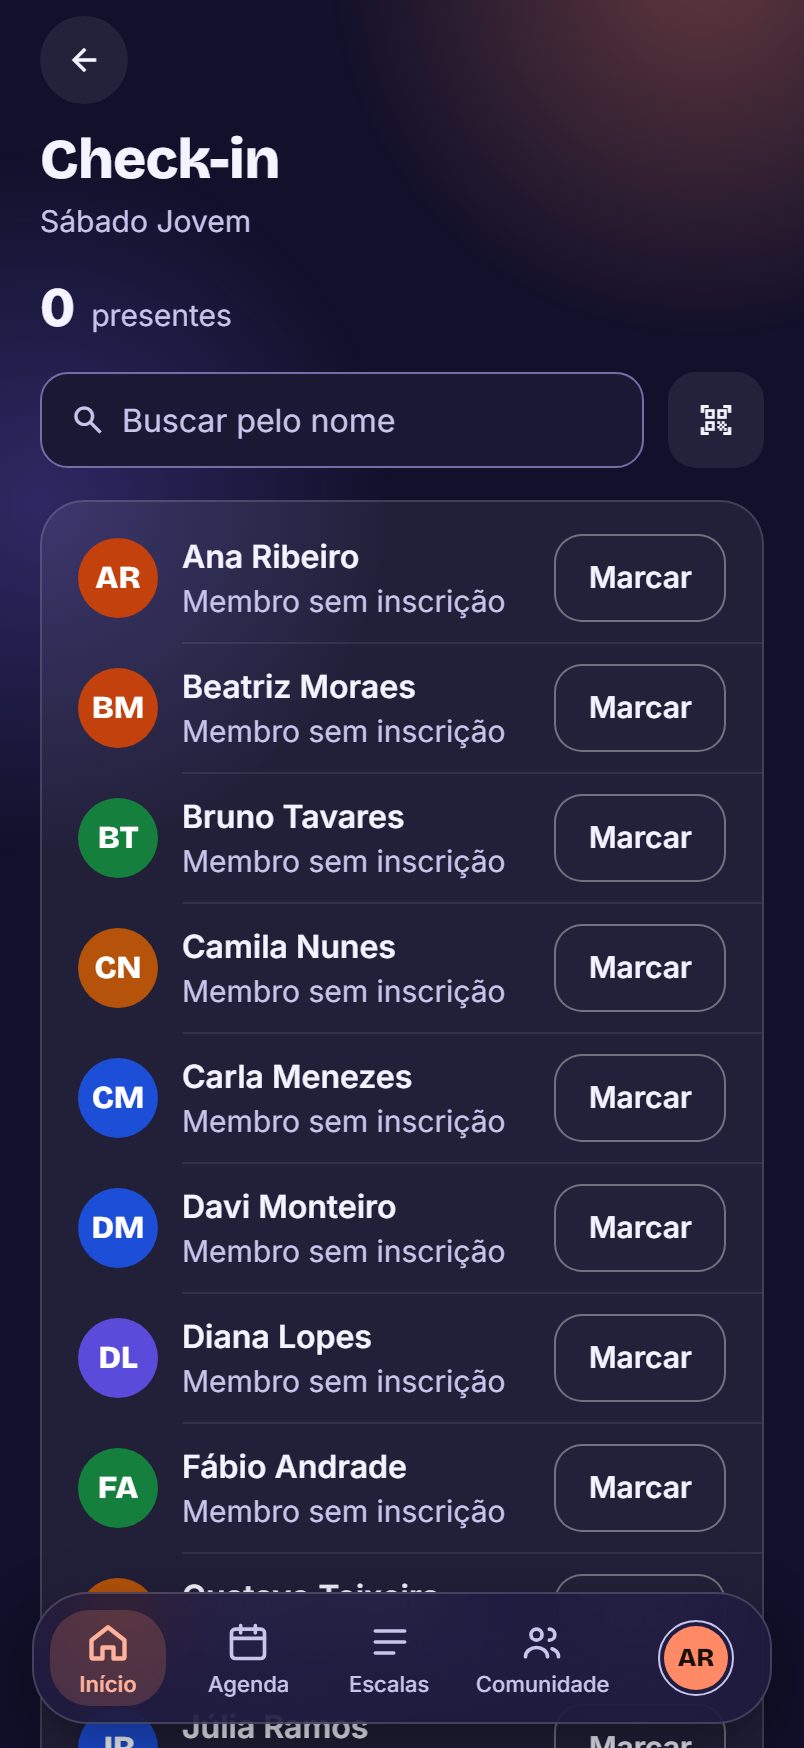 Check-in
Sábado Jovem
0 presentes
Buscar pelo nome
AR Ana Ribeiro Marcar
Membro sem inscrição
BM Beatriz Moraes Marcar
Membro sem inscrição
BT Bruno Tavares Marcar
Membro sem inscrição
CN Camila Nunes Marcar
Membro sem inscrição
CM Carla Menezes Marcar
Membro sem inscrição
DM Davi Monteiro Marcar
Membro sem inscrição
DL Diana Lopes Marcar
Membro sem inscrição
FA Fábio Andrade Marcar
Membro sem inscrição
Início Agenda Escalas Comunidade AR
JR Júlia Ramos Marcar